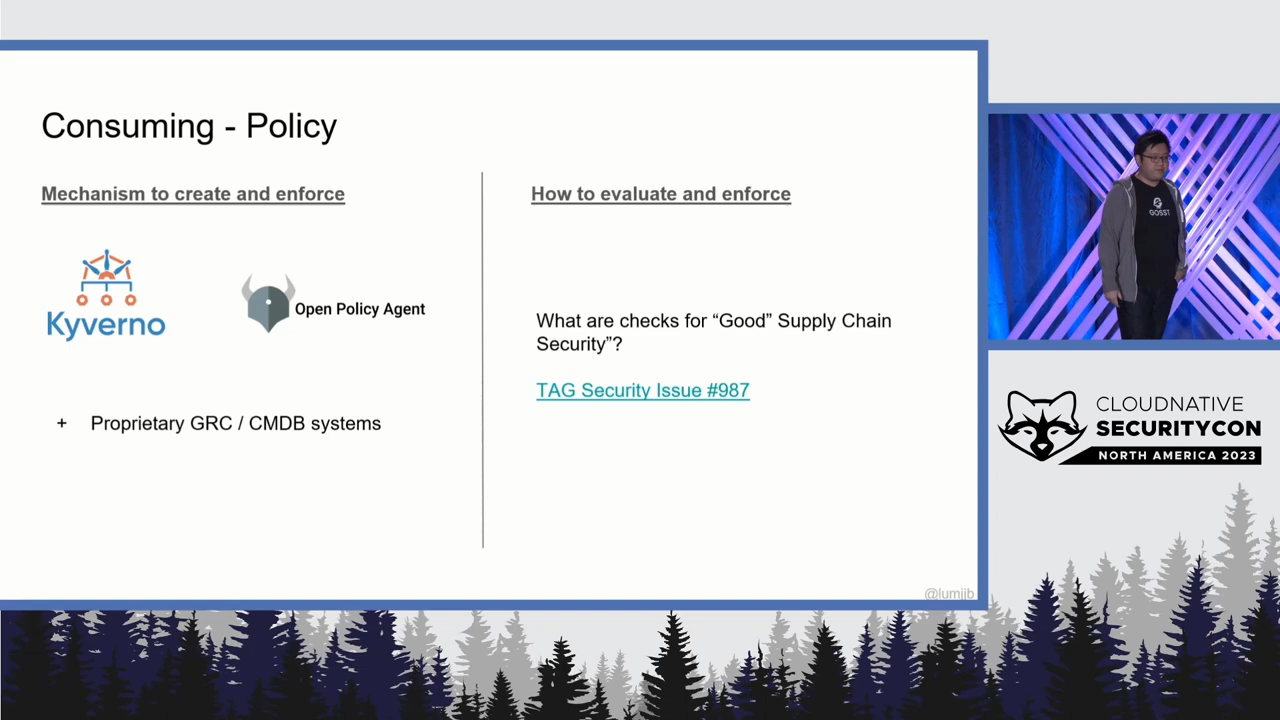 Consuming - Policy
Mechanism to create and enforce
Kyverno
Open Policy Agent
+ Proprietary GRC / CMDB systems
How to evaluate and enforce
What are checks for “Good” Supply Chain
Security”?
TAG Security Issue #987
@lumjjb
GOSST
CLOUDNATIVE
SECURITYCON
NORTH AMERICA 2023